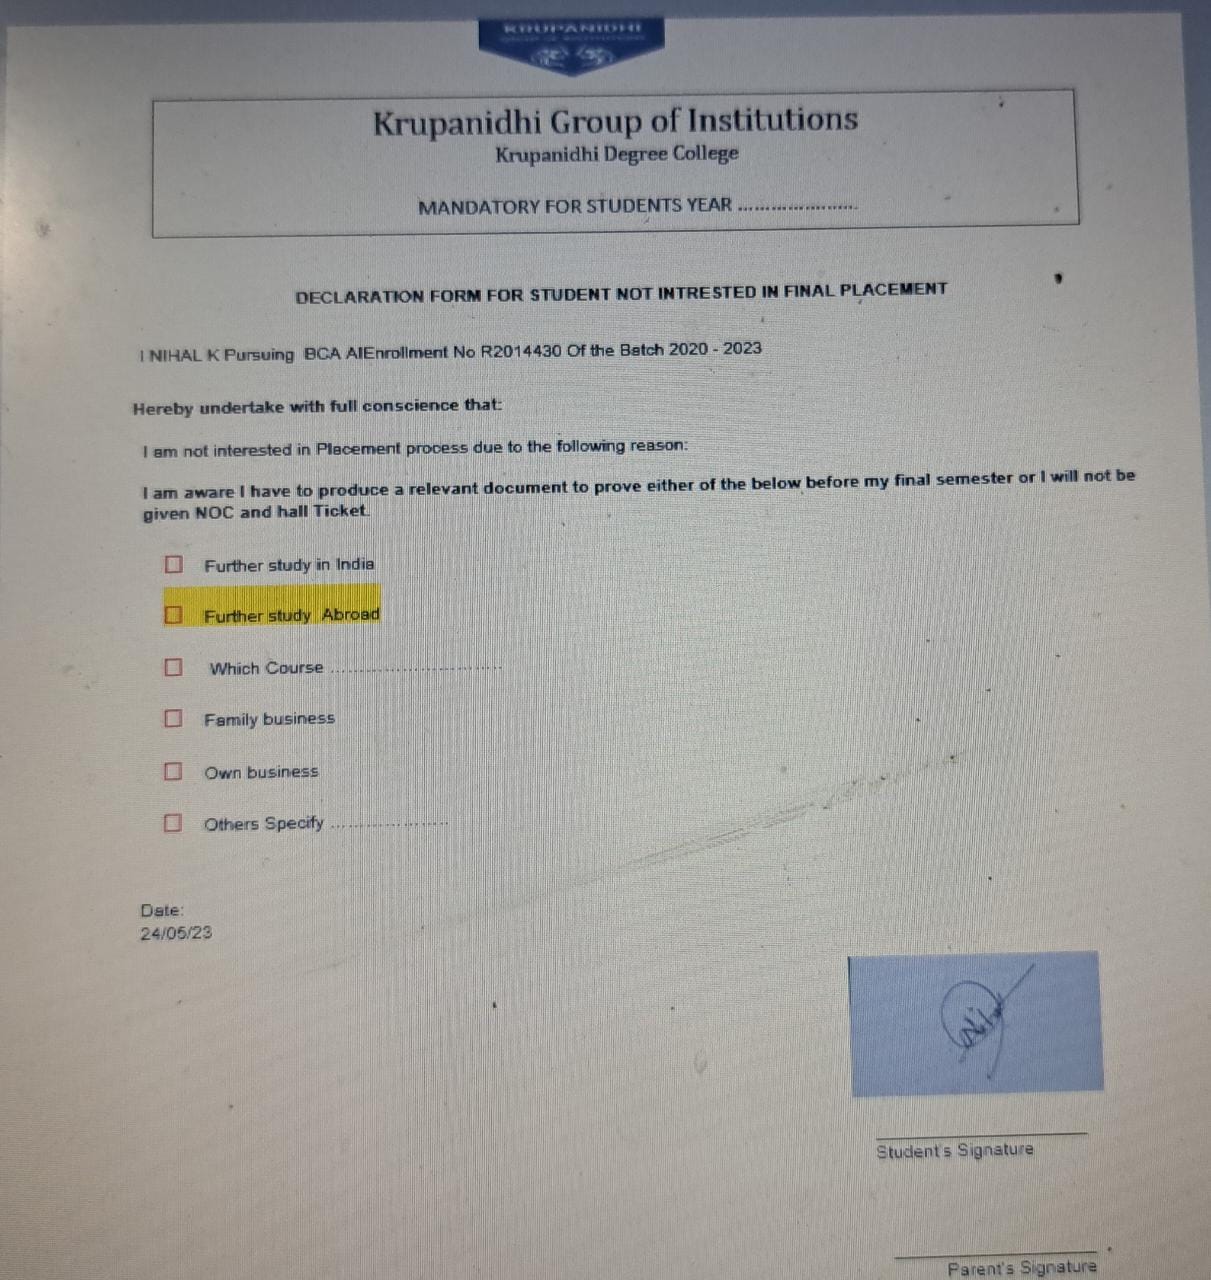 KRUPANIDHI
Krupanidhi Group of Institutions
Krupanidhi Degree College
MANDATORY FOR STUDENTS YEAR ......................
DECLARATION FORM FOR STUDENT NOT INTRESTED IN FINAL PLACEMENT
I NIHAL K Pursuing BCA AIEnrollment No R2014430 Of the Batch 2020 - 2023
Hereby undertake with full conscience that:
I am not interested in Placement process due to the following reason:
I am aware I have to produce a relevant document to prove either of the below before my final semester or I will not be
given NOC and hall Ticket.
Further study in India
Further study Abroad
Which Course ..............................
Family business
Own business
Others Specify .....................
Date:
24/05/23
Student's Signature
Parent's Signature